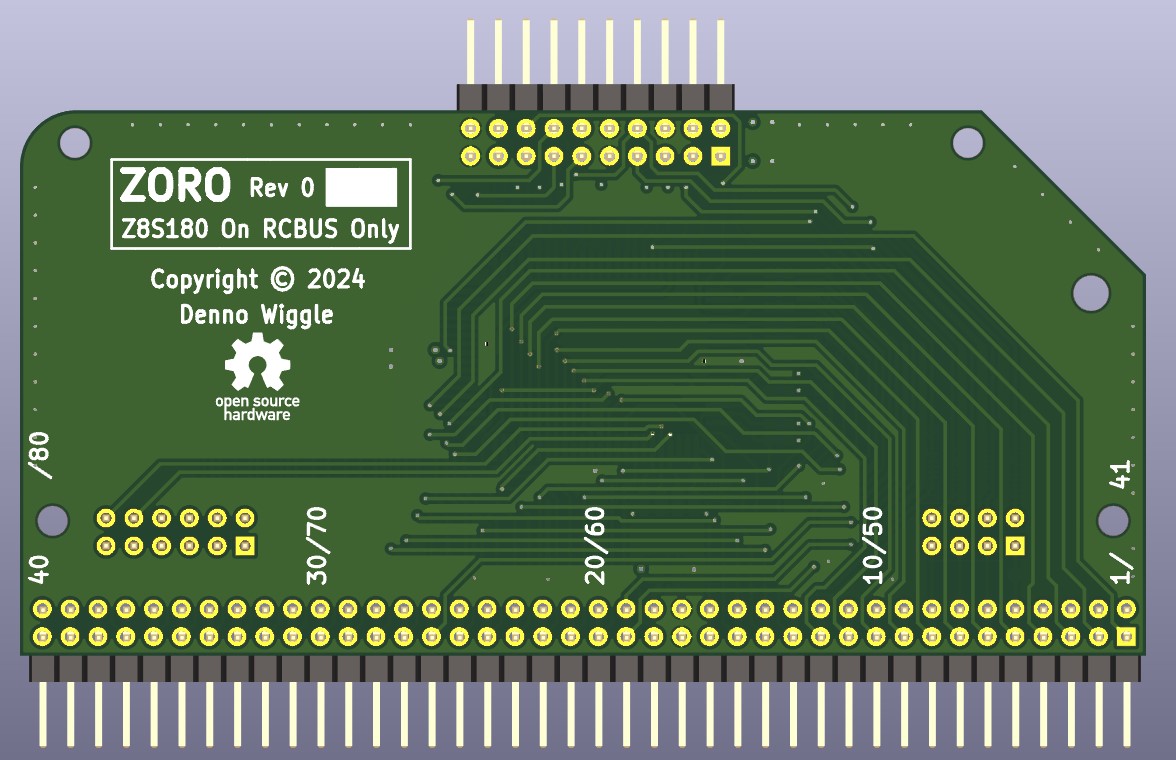 ZORO Rev 0
Z8S180 On RCBUS Only
Copyright © 2024
Denno Wiggle
open source
hardware
/80
40
30/70
20/60
10/50
41
1/